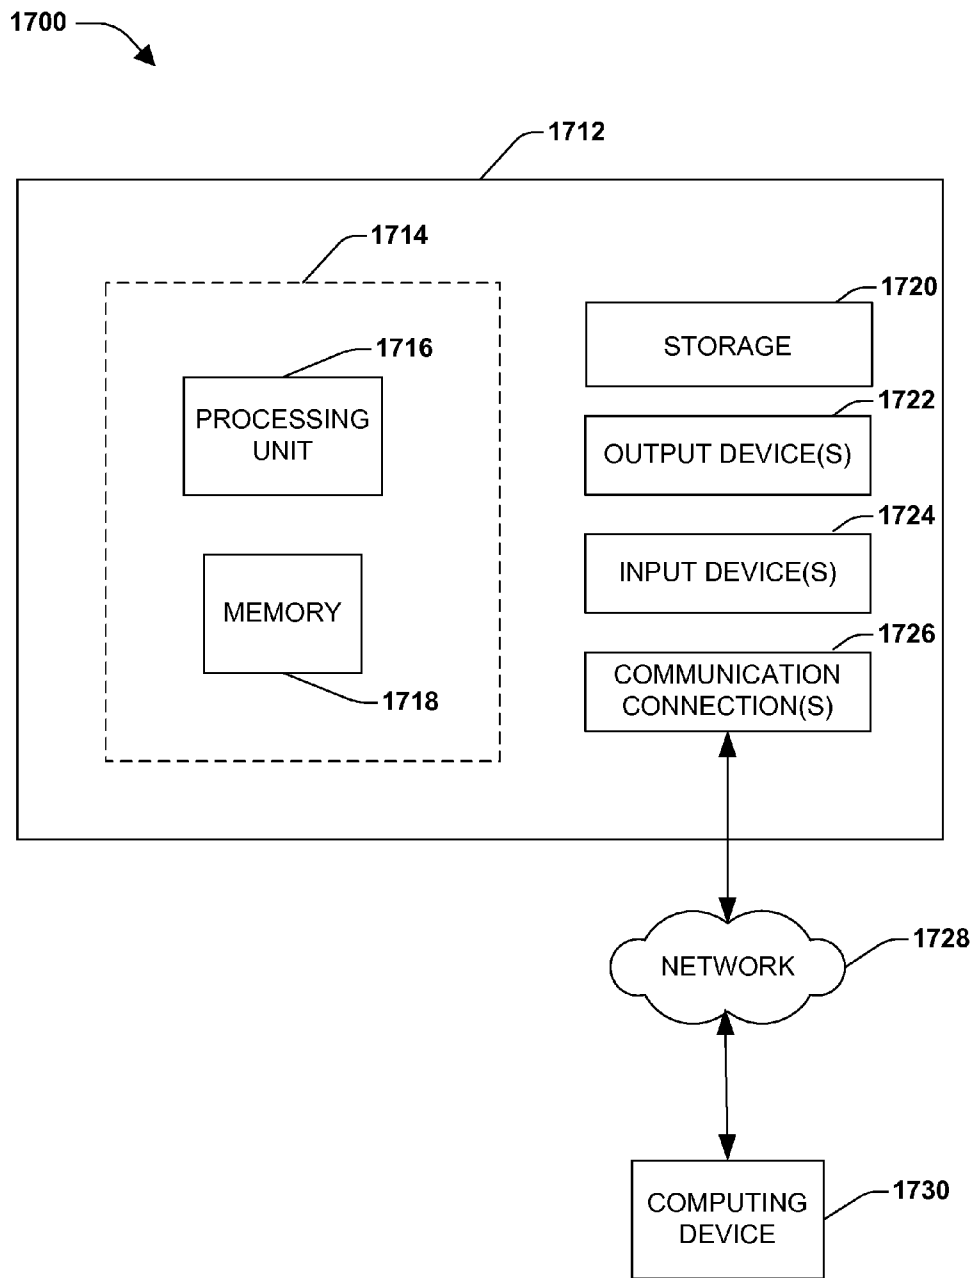 1700
1712
1714
1720
1716
STORAGE
PROCESSING
UNIT
1722
OUTPUT DEVICE(S)
1724
INPUT DEVICE(S)
MEMORY
1718
1726
COMMUNICATION
CONNECTION(S)
1728
NETWORK
1730
COMPUTING
DEVICE